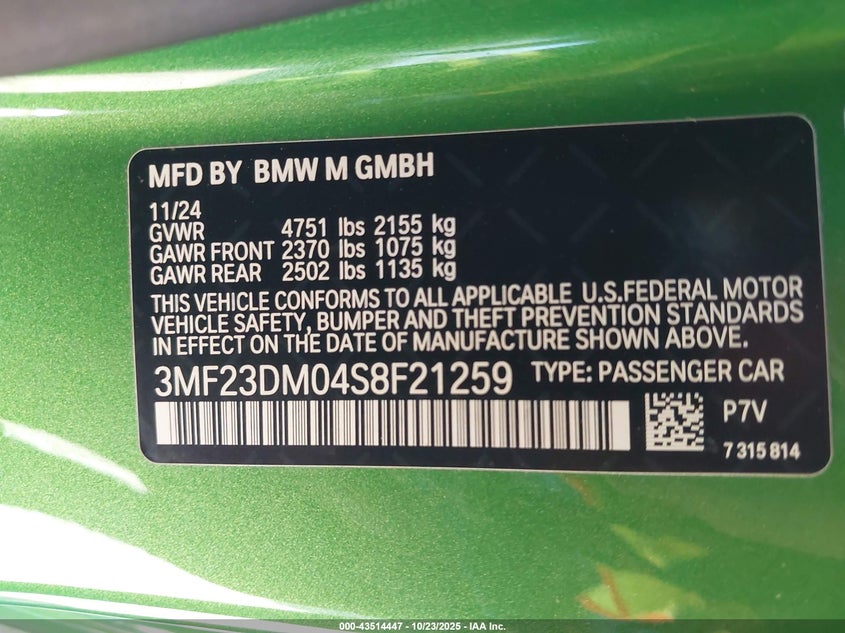 MFD BY BMW M GMBH
11/24
GVWR 4751 lbs 2155 kg
GAWR FRONT 2370 lbs 1075 kg
GAWR REAR 2502 lbs 1135 kg
THIS VEHICLE CONFORMS TO ALL APPLICABLE U.S.FEDERAL MOTOR
VEHICLE SAFETY, BUMPER AND THEFT PREVENTION STANDARDS
IN EFFECT ON THE DATE OF MANUFACTURE SHOWN ABOVE.
3MF23DM04S8F21259 TYPE: PASSENGER CAR
P7V
7 315 814
000-43514447 - 10/23/2025 - IAA Inc.